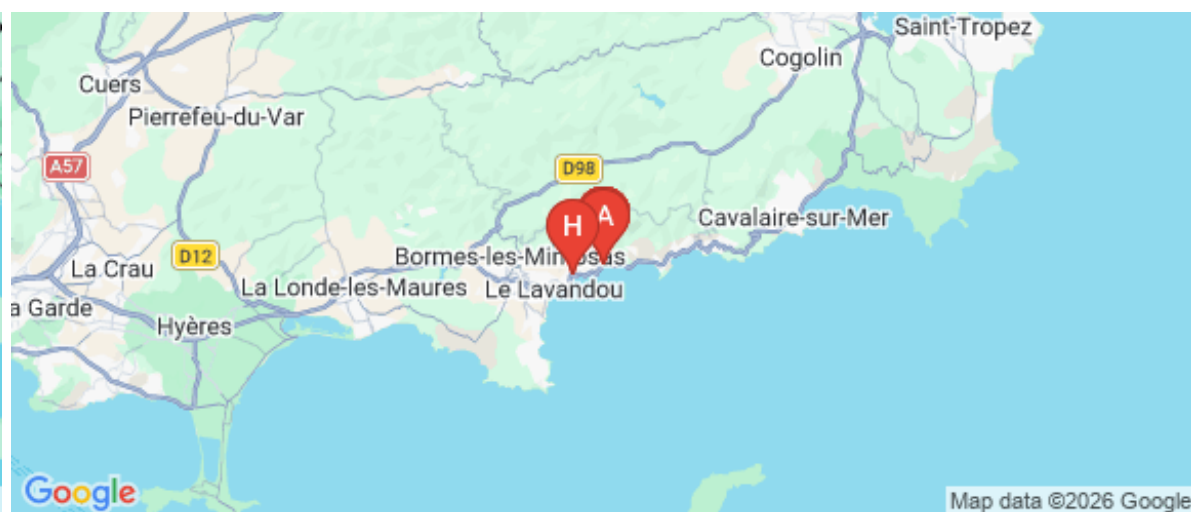 Saint-Tropez
Cogolin
Cuers
Pierrefeu-du-Var
A57
D98
H
A
Cavalaire-sur-Mer
Bormes-les-Mimosas
D12
La Crau
La Londe-les-Maures
Le Lavandou
a Garde
Hyères
Google
Map data ©2026 Google